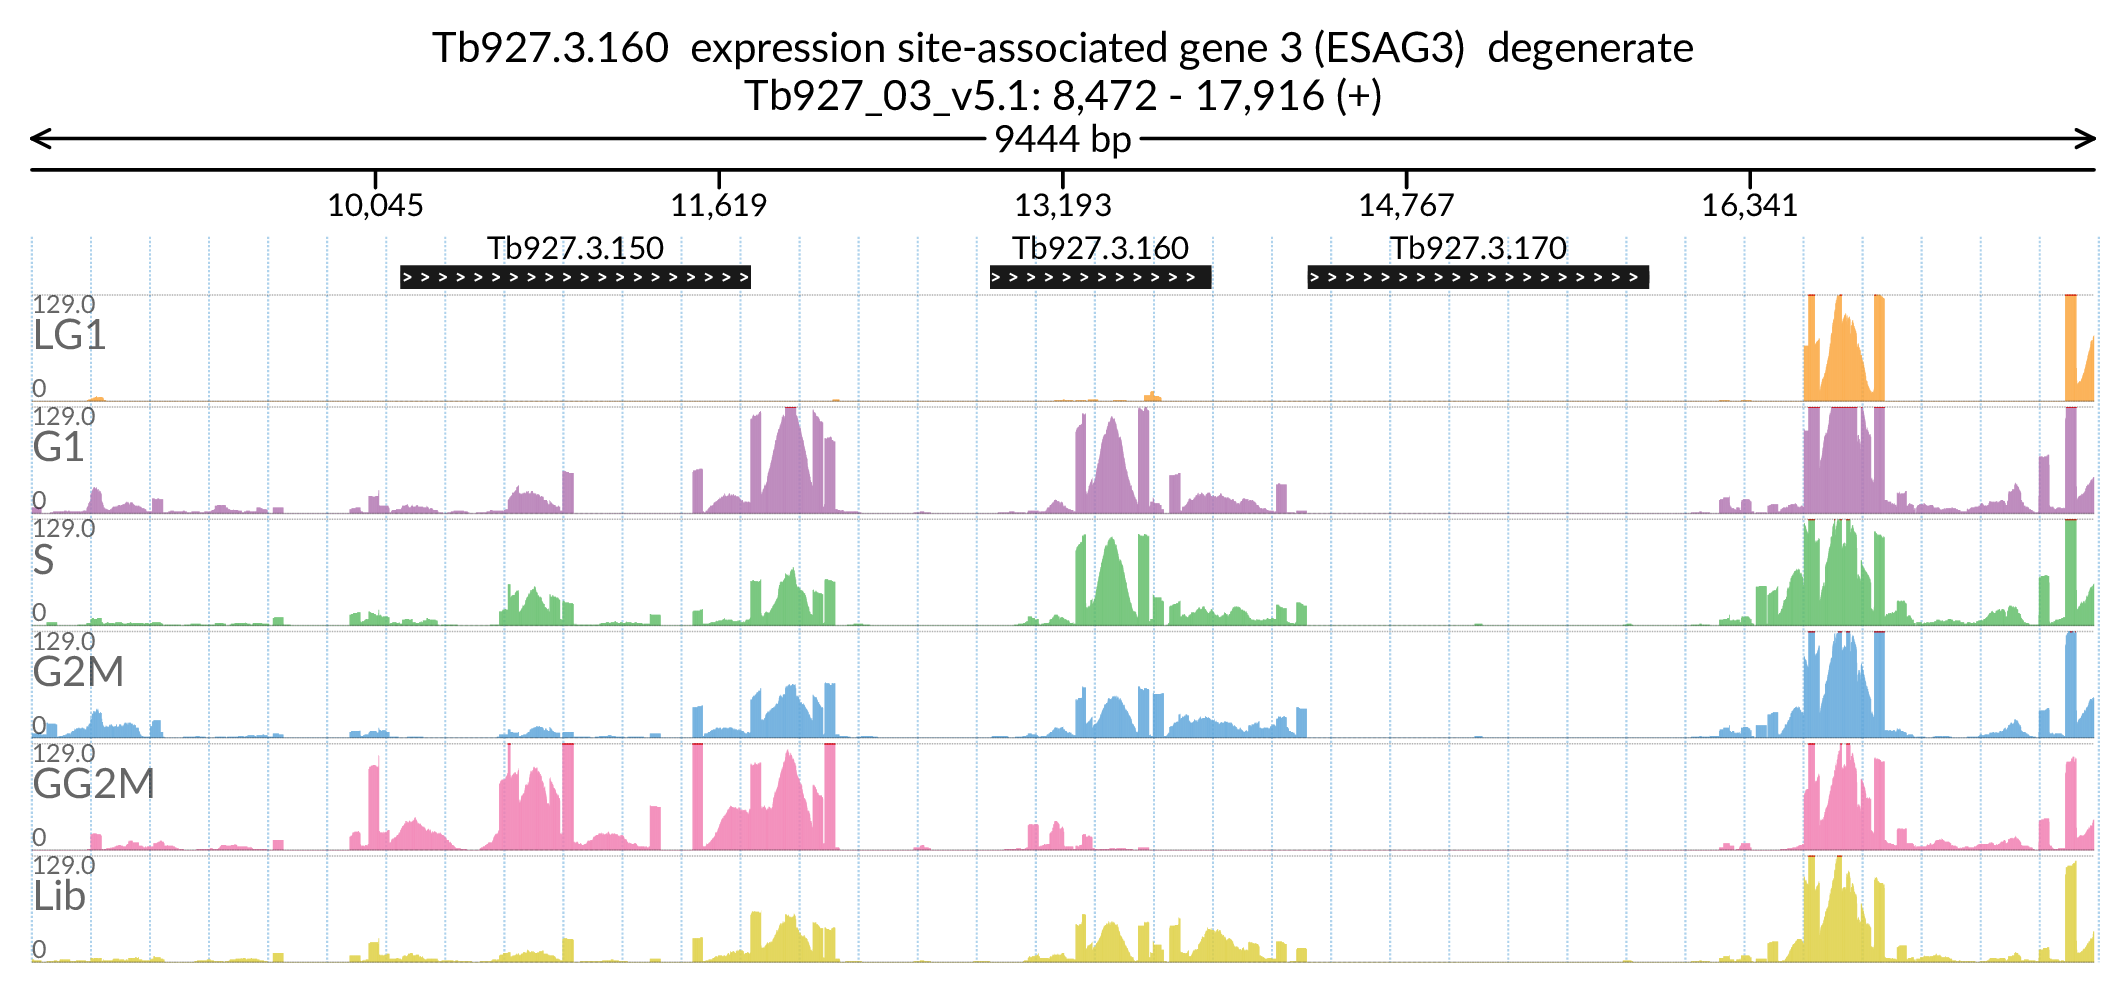 Tb927.3.160  expression site-associated gene 3 (ESAG3)  degenerate
Tb927_03_v5.1: 8,472 - 17,916 (+)
9444 bp
10,045 11,619 13,193 14,767 16,341
Tb927.3.150 Tb927.3.160 Tb927.3.170
129.0
LG1
0
129.0
G1
0
129.0
S
0
129.0
G2M
0
129.0
GG2M
0
129.0
Lib
0